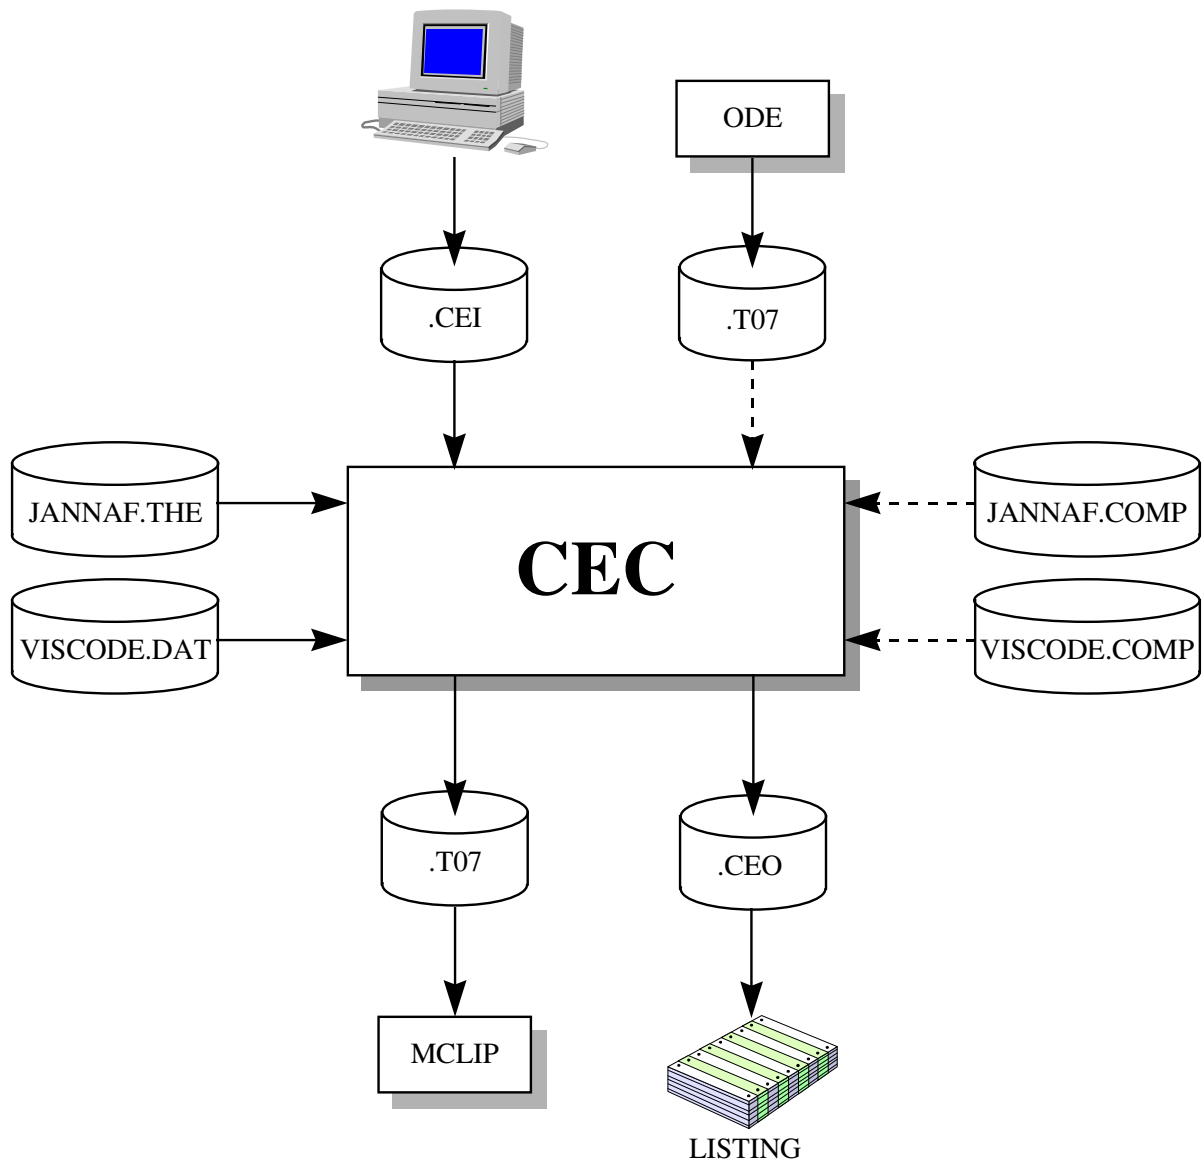 ODE
.CEI
.T07
JANNAF.THE
JANNAF.COMP
CEC
VISCODE.DAT
VISCODE.COMP
.T07
.CEO
MCLIP
LISTING